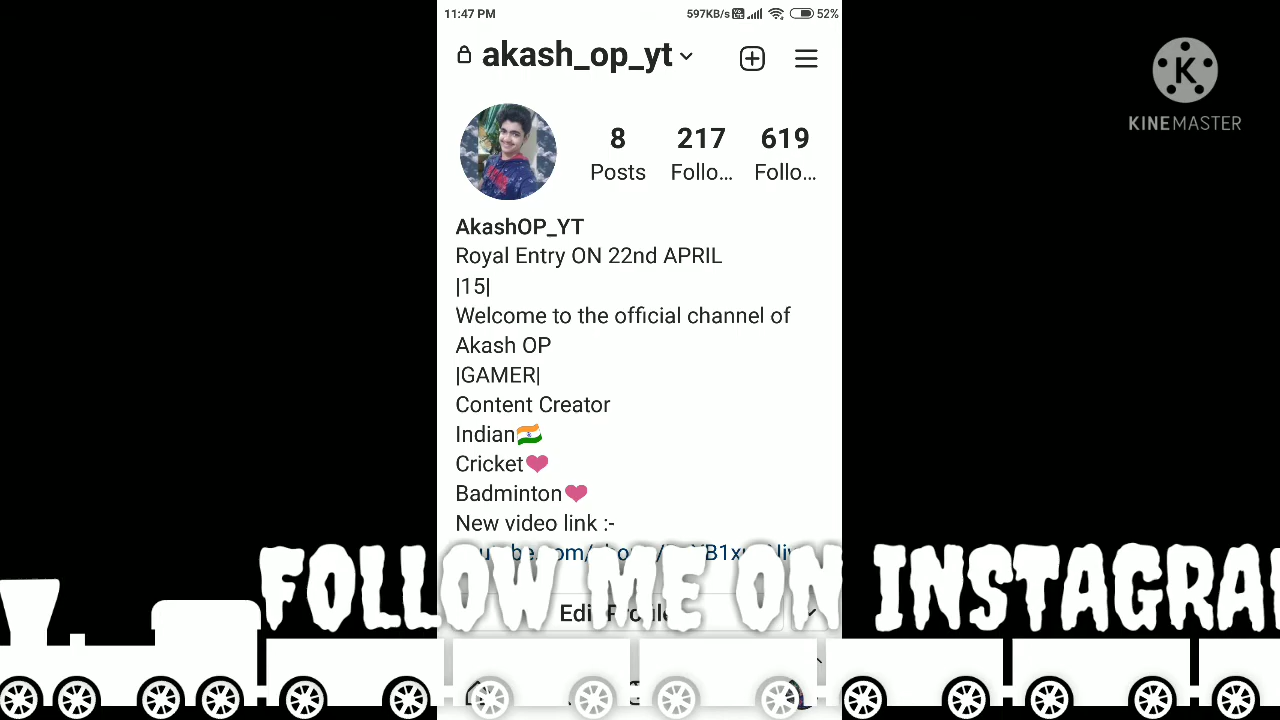 11:47 PM 597KB/s 52%
akash_op_yt
8 217 619
Posts Follo... Follo...
AkashOP_YT
Royal Entry ON 22nd APRIL
|15|
Welcome to the official channel of
Akash OP
|GAMER|
Content Creator
Indian🇮🇳
Cricket❤
Badminton❤
New video link :-
FOLLOW ME ON INSTAGRA
Edit Profile
K
KINEMASTER